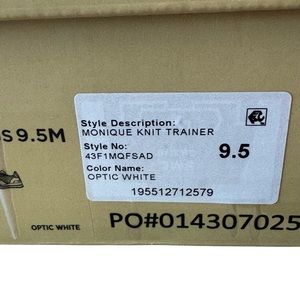 Style Description:
MONIQUE KNIT TRAINER
Style No:
43F1MQFSAD
9.5
Color Name:
OPTIC WHITE
195512712579
9.5M
OPTIC WHITE
PO#014307025